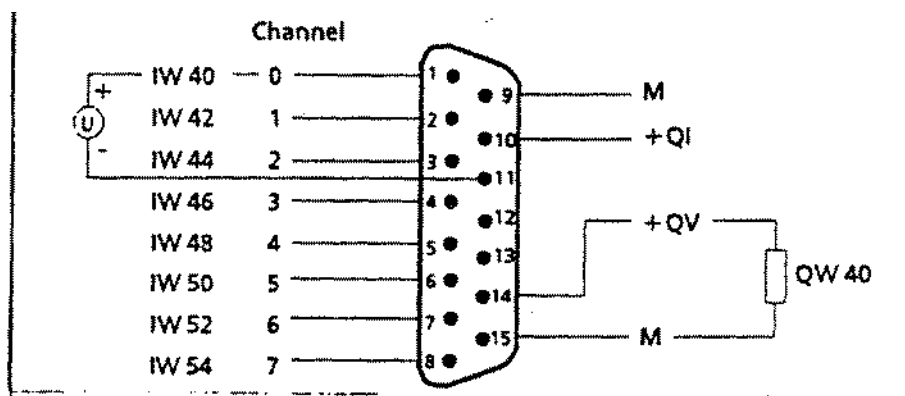 Channel
IW 40 0 1
9 M
+
U
IW 42 1 2
10 +QI
-
IW 44 2 3
11
IW 46 3 4
12 +QV
IW 48 4 5
13
QW 40
IW 50 5 6
14
IW 52 6 7
15 M
IW 54 7 8